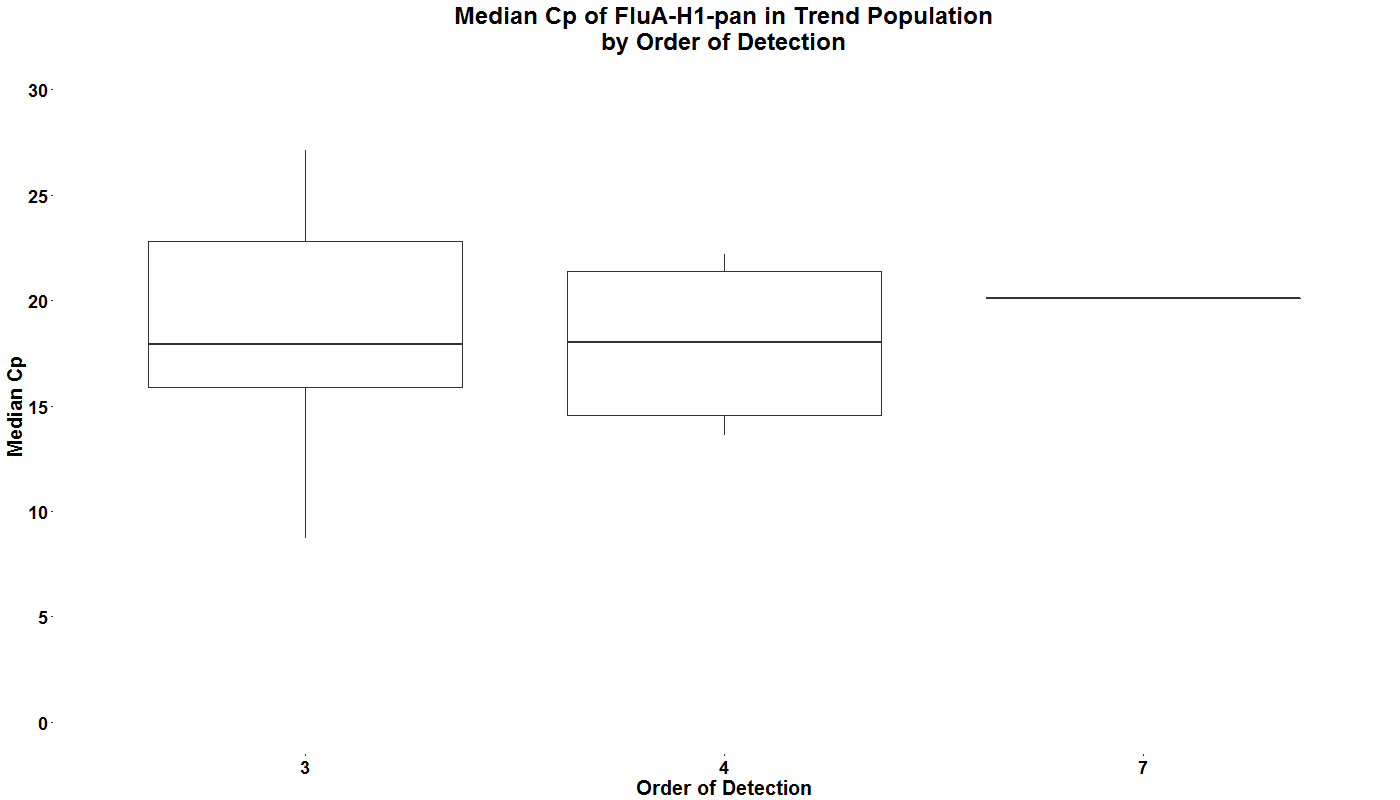 Median Cp of FluA-H1-pan in Trend Population
by Order of Detection
Median Cp
30
25
20
15
10
5
0
3
4
7
Order of Detection